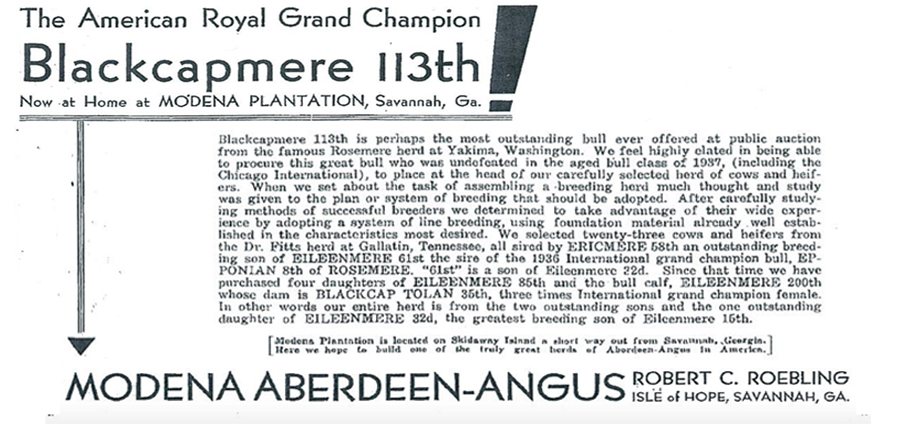 The American Royal Grand Champion
Blackcapmere 113th!
Now at Home at MODENA PLANTATION, Savannah, Ga.
Blackcapmere 113th is perhaps the most outstanding bull ever offered at public auction
from the famous Rosemere herd at Yakima, Washington. We feel highly elated in being able
to procure this great bull who was undefeated in the aged bull class of 1937, (including the
Chicago International), to place at the head of our carefully selected herd of cows and heif-
ers. When we set about the task of assembling a breeding herd much thought and study
was given to the plan or system of breeding that should be adopted. After carefully study-
ing methods of successful breeders we determined to take advantage of their wide exper-
ience by adopting a system of line breeding, using foundation material already well estab-
lished in the characteristics most desired. We selected twenty-three cows and heifers from
the Dr. Fitts herd at Gallatin, Tennessee, all sired by ERICMERE 58th an outstanding breed-
ing son of EILEENMERE 61st the sire of the 1936 International grand champion bull, EP-
PONIAN 8th of ROSEMERE. "61st" is a son of Eileenmere 32d. Since that time we have
purchased four daughters of EILEENMERE 85th and the bull calf, EILEENMERE 200th
whose dam is BLACKCAP TOLAN 35th, three times International grand champion female.
In other words our entire herd is from the two outstanding sons and the one outstanding
daughter of EILEENMERE 32d, the greatest breeding son of Eileenmere 15th.
[Modena Plantation is located on Skidaway Island a short way out from Savannah, Georgia.
Here we hope to build one of the truly great herds of Aberdeen-Angus in America.]
MODENA ABERDEEN-ANGUS
ROBERT C. ROEBLING
ISLE of HOPE, SAVANNAH, GA.